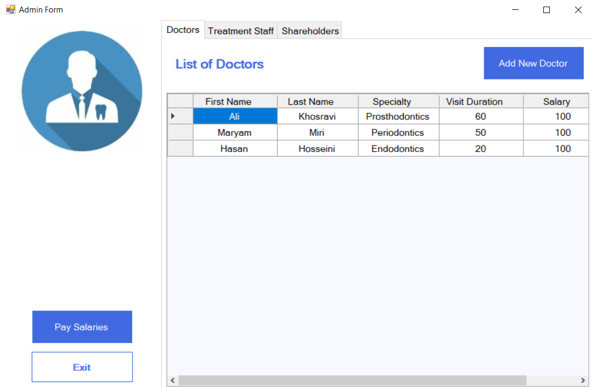 Admin Form
Doctors Treatment Staff Shareholders
List of Doctors
Add New Doctor
First Name Last Name Specialty Visit Duration Salary
Ali Khosravi Prosthodontics 60 100
Maryam Miri Periodontics 50 100
Hasan Hosseini Endodontics 20 100
Pay Salaries
Exit